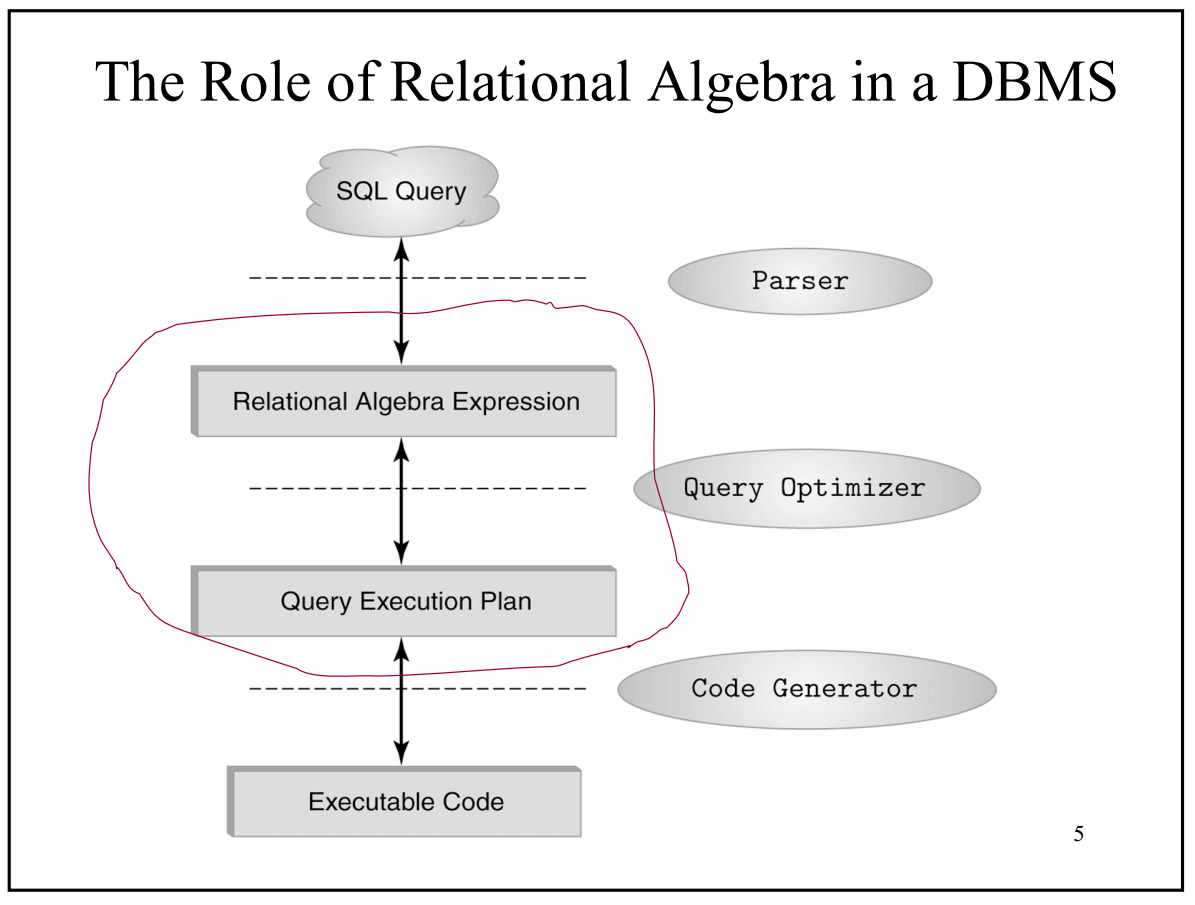 The Role of Relational Algebra in a DBMS
SQL Query
Parser
Relational Algebra Expression
Query Optimizer
Query Execution Plan
Code Generator
Executable Code
5